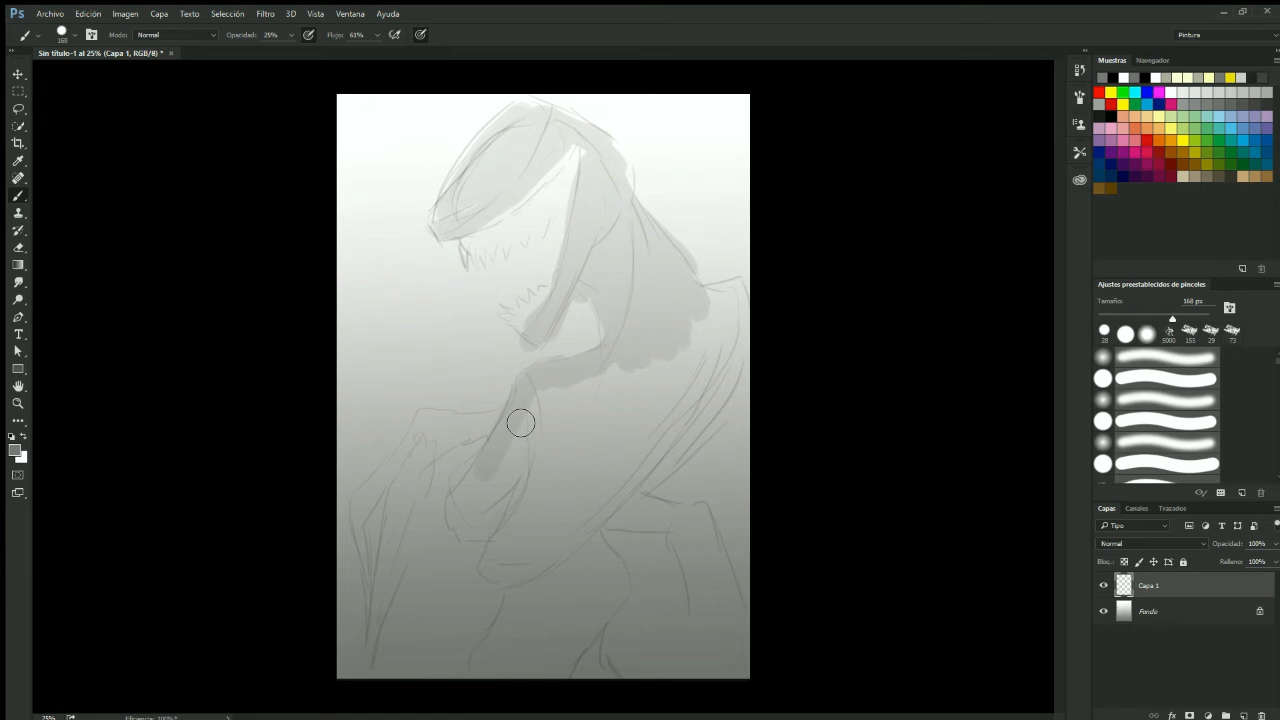 Ps Archivo Edición Imagen Capa Texto Selección Filtro 3D Vista Ventana Ayuda
168 Modo: Normal Opacidad: 25% Flujo: 61% Pintura
Sin título-1 al 25% (Capa 1, RGB/8) * ×
Muestras Navegador
Ajustes preestablecidos de pinceles
Tamaño: 168 px
28 5000 155 29 73
Capas Canales Trazados
Tipo
Normal Opacidad: 100%
Bloq.: Relleno: 100%
Capa 1
Fondo
25% Eficiencia: 100%*